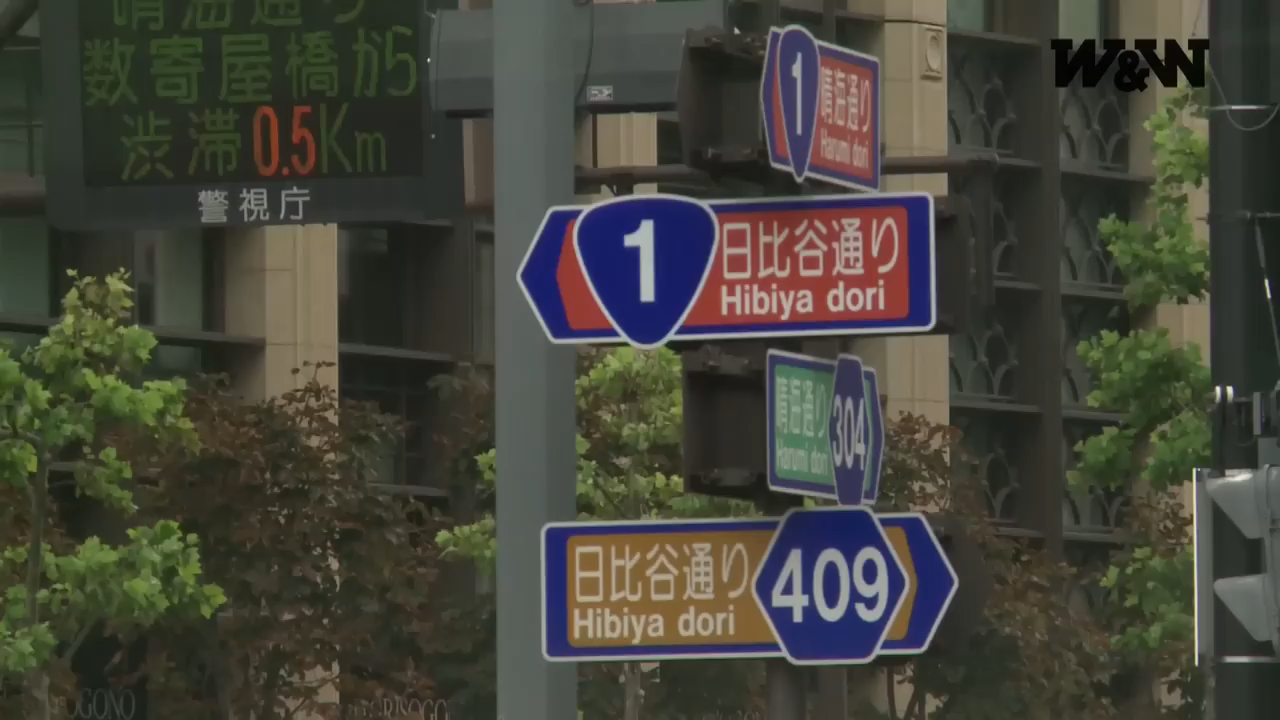 晴海通り
数寄屋橋から
渋滞0.5Km
警視庁
W&W
1
晴海通り
Harumi dori
1
日比谷通り
Hibiya dori
晴海通り
Harumi dori
304
日比谷通り
Hibiya dori
409